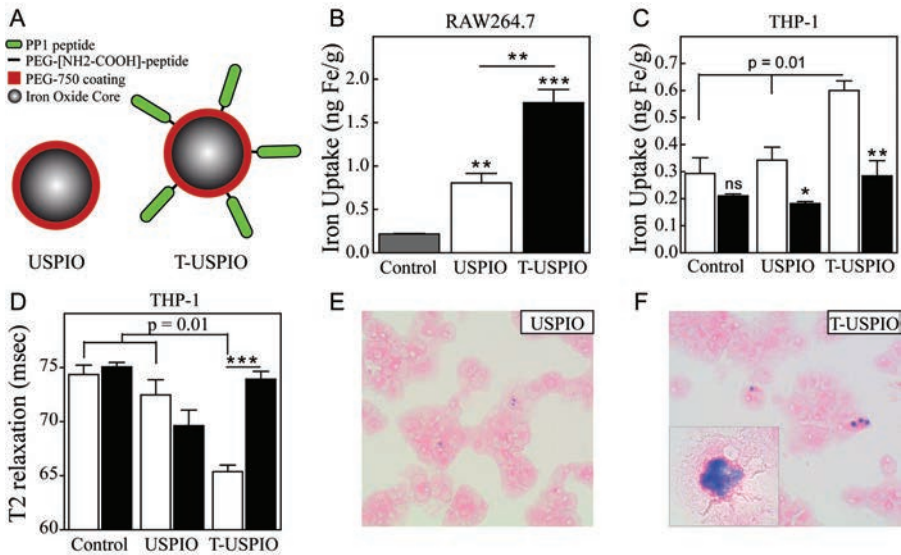 A
PP1 peptide
PEG-[NH2-COOH]-peptide
PEG-750 coating
Iron Oxide Core
USPIO
T-USPIO
B
RAW264.7
Iron Uptake (ng Fe/g)
2.0
1.5
1.0
0.5
0.0
**
**
***
Control
USPIO
T-USPIO
C
THP-1
Iron Uptake (ng Fe/g)
0.7
0.6
0.5
0.4
0.3
0.2
0.1
0.0
p = 0.01
ns
*
**
Control
USPIO
T-USPIO
D
THP-1
T2 relaxation (msec)
75
70
65
60
p = 0.01
***
Control
USPIO
T-USPIO
E
USPIO
F
T-USPIO